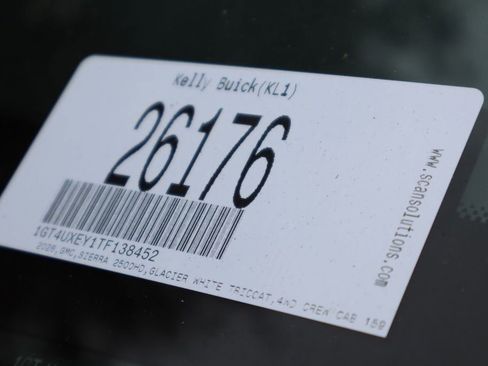 Kelly Buick(KL1)
26176
1GT4UXEY1TF138452
2026,GMC,SIERRA 2500HD,GLACIER WHITE TRICOAT,4WD CREW CAB 159
www.scansolutions.com